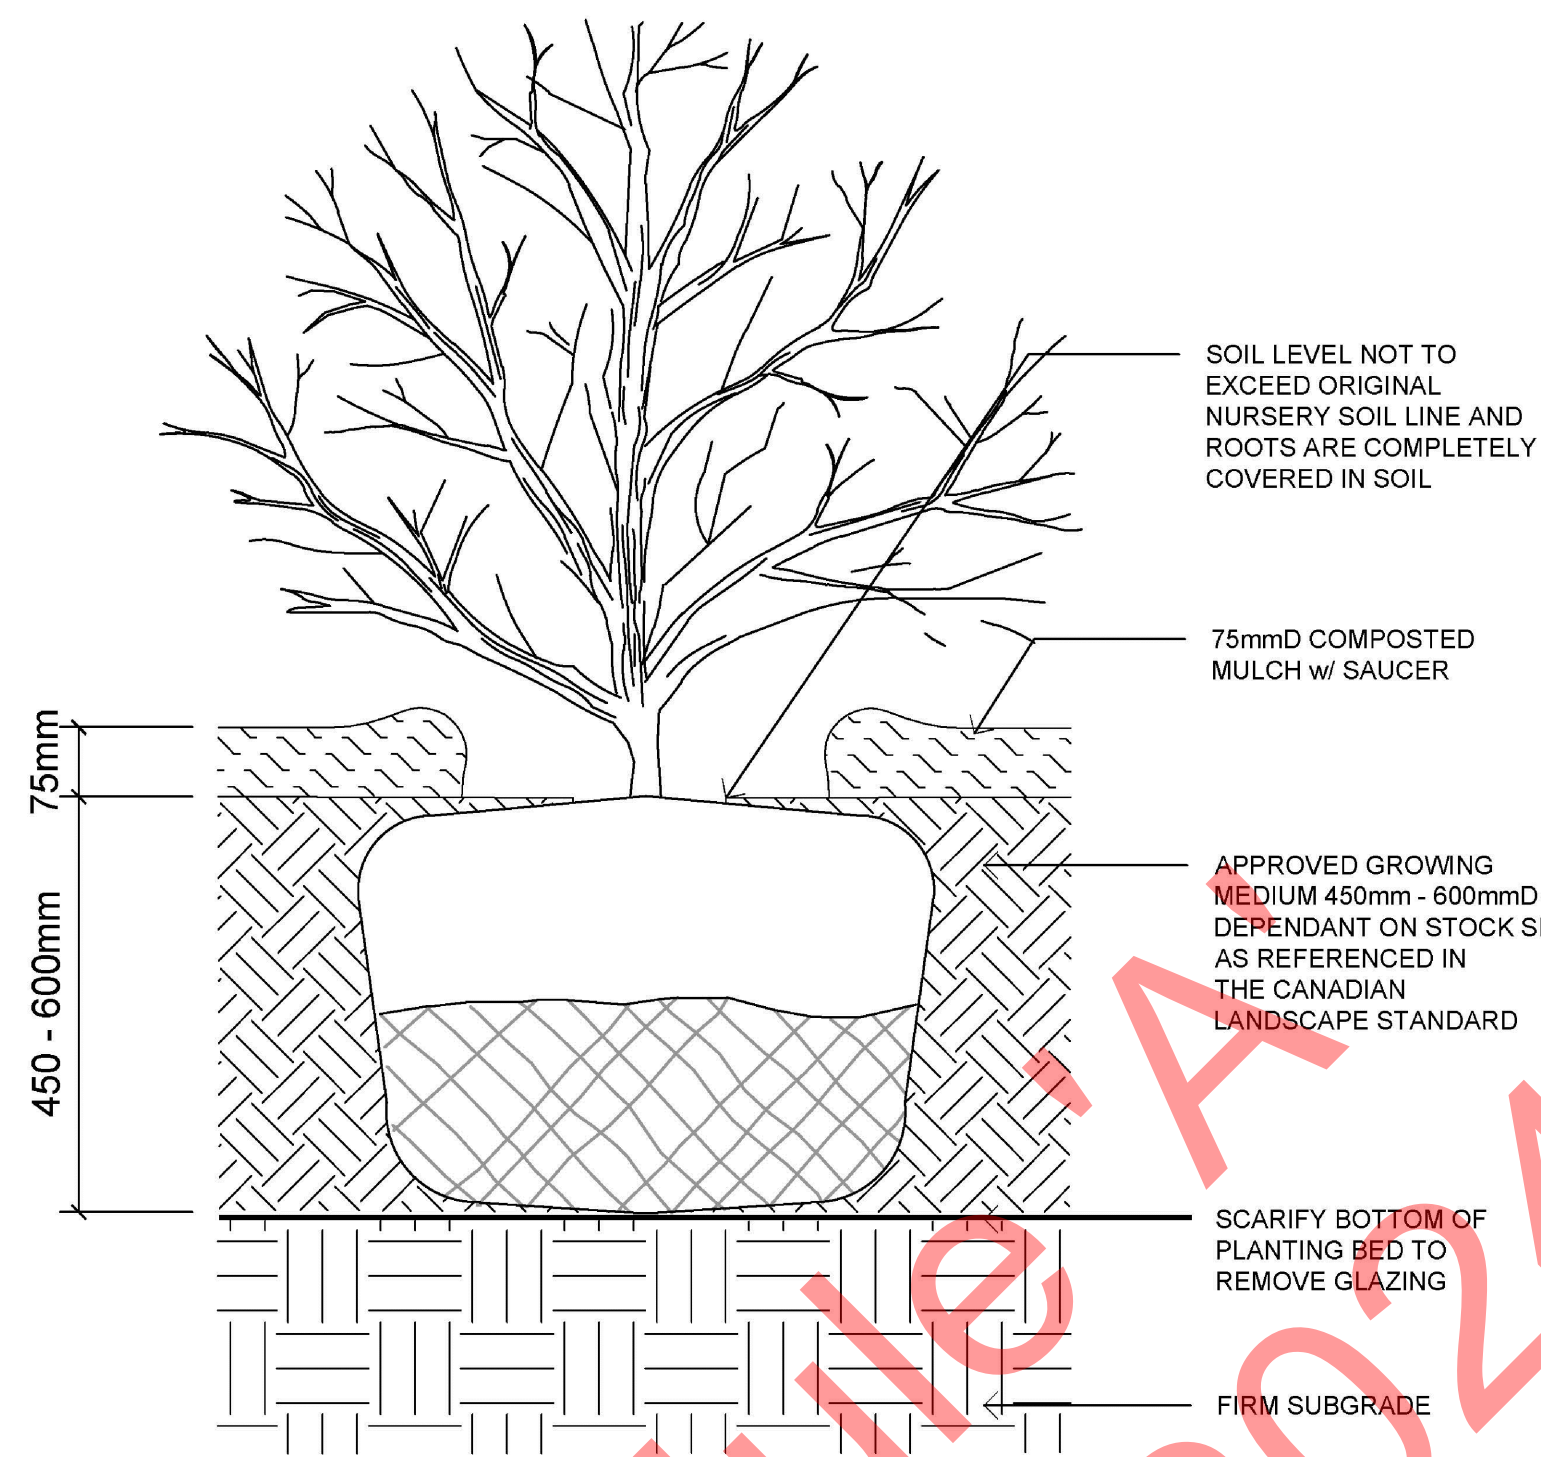 SOIL LEVEL NOT TO
EXCEED ORIGINAL
NURSERY SOIL LINE AND
ROOTS ARE COMPLETELY
COVERED IN SOIL
75mmD COMPOSTED
MULCH w/ SAUCER
75mm
450 - 600mm
APPROVED GROWING
MEDIUM 450mm - 600mmD
DEPENDANT ON STOCK
AS REFERENCED IN
THE CANADIAN
LANDSCAPE STANDARD
SCARIFY BOTTOM OF
PLANTING BED TO
REMOVE GLAZING
FIRM SUBGRADE
'A'